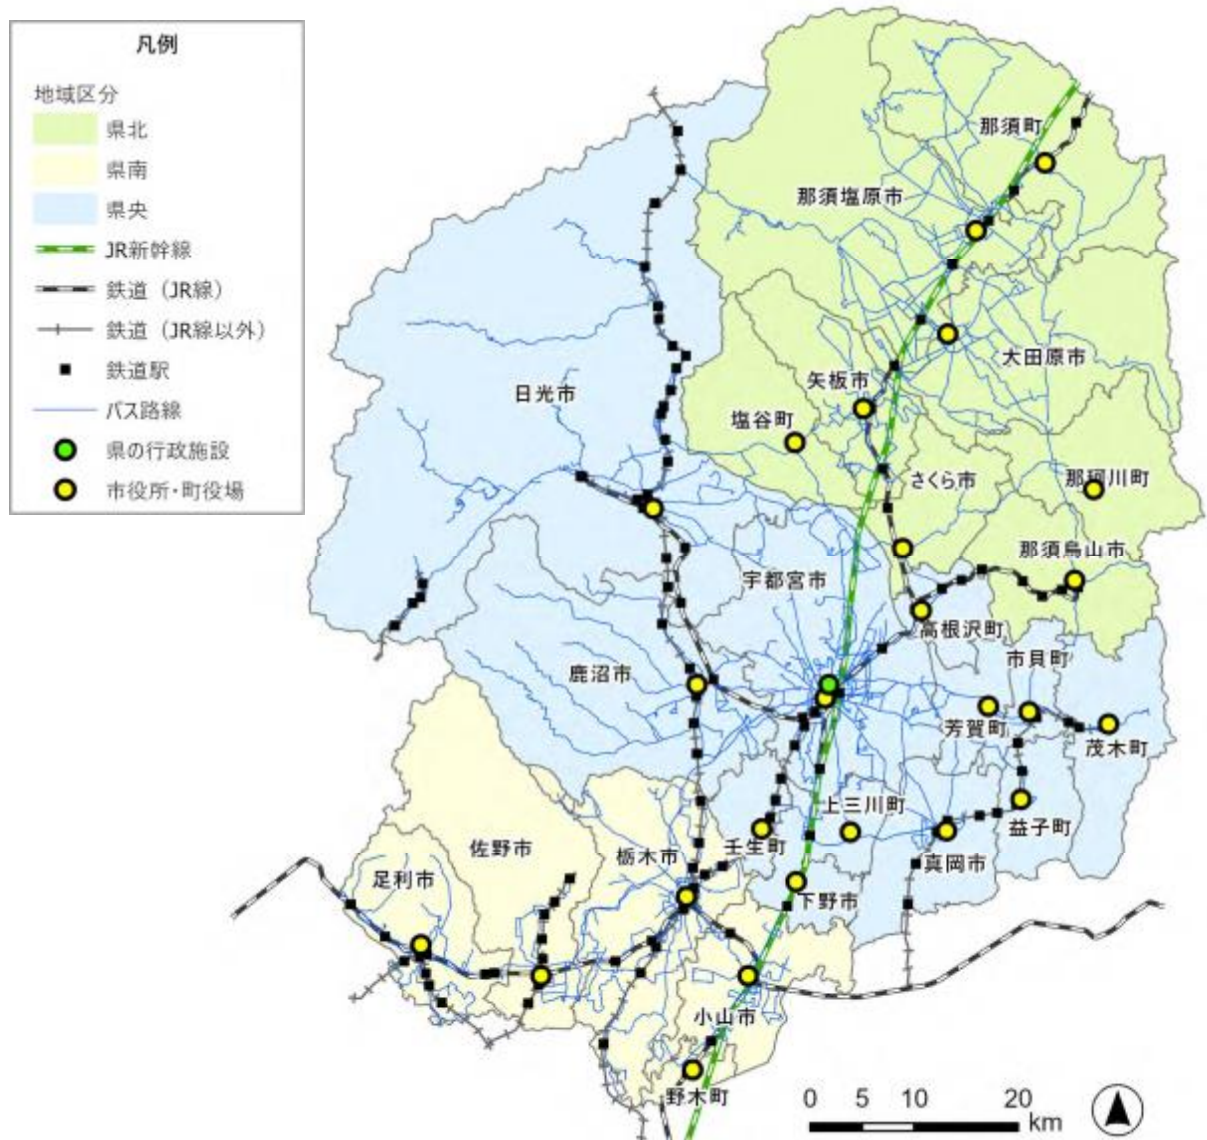 凡例
地域区分
県北
県南
県央
JR新幹線
鉄道（JR線）
鉄道（JR線以外）
鉄道駅
バス路線
県の行政施設
市役所・町役場
那須町
那須塩原市
大田原市
矢板市
日光市
塩谷町
さくら市
那珂川町
那須烏山市
宇都宮市
高根沢町
市貝町
鹿沼市
芳賀町
茂木町
上三川町
益子町
壬生町
栃木市
佐野市
真岡市
足利市
下野市
小山市
野木町
0 5 10 20
km